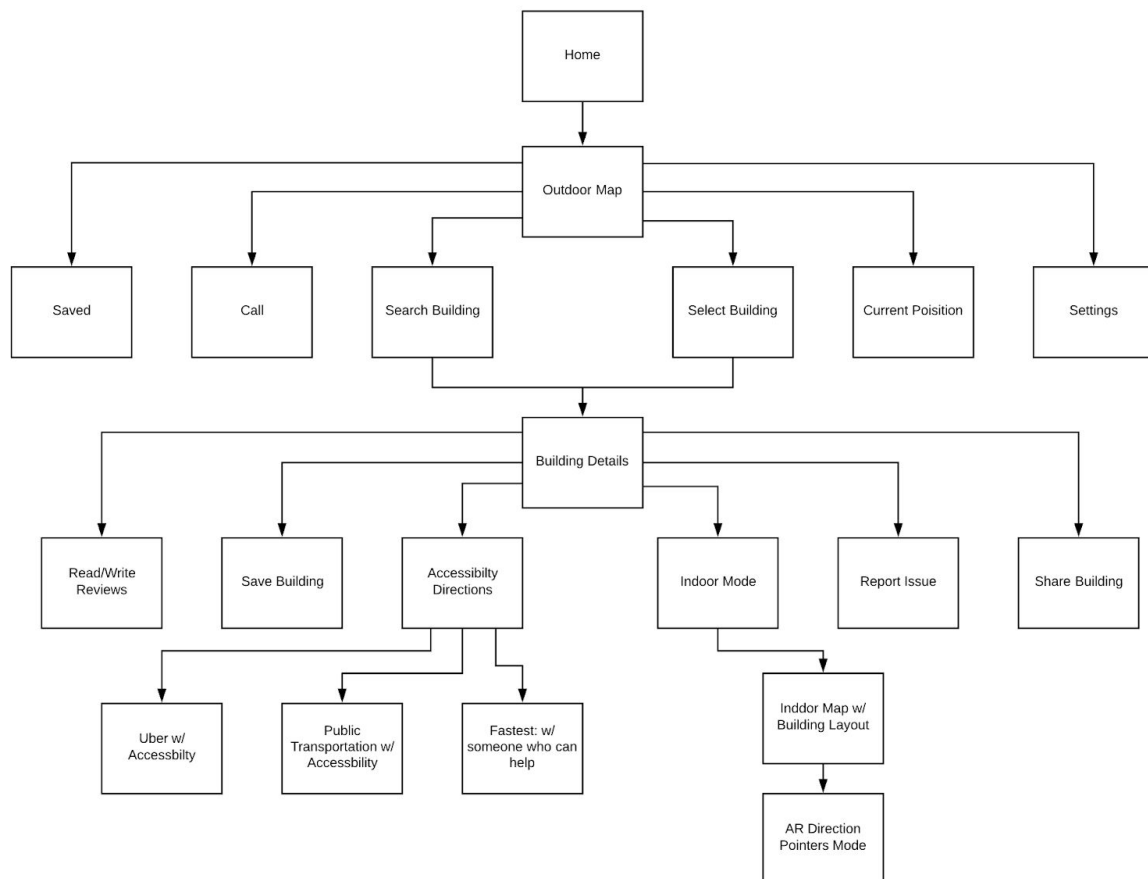 Home
Outdoor Map
Saved
Call
Search Building
Select Building
Current Poisition
Settings
Building Details
Read/Write
Reviews
Save Building
Accessibilty
Directions
Indoor Mode
Report Issue
Share Building
Uber w/
Accessbilty
Public
Transportation w/
Accessbility
Fastest: w/
someone who can
help
Inddor Map w/
Building Layout
AR Direction
Pointers Mode